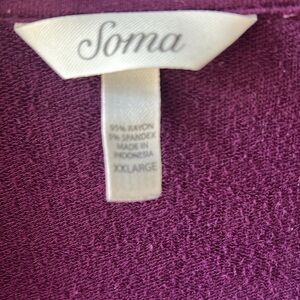 Soma
95% RAYON
5% SPANDEX
MADE IN
INDONESIA
XXLARGE